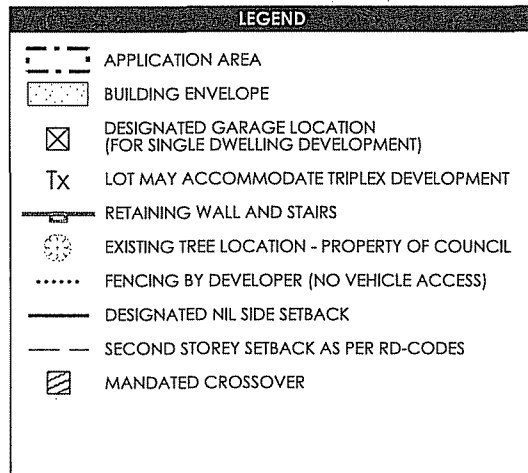 LEGEND
APPLICATION AREA
BUILDING ENVELOPE
DESIGNATED GARAGE LOCATION
(FOR SINGLE DWELLING DEVELOPMENT)
Tx LOT MAY ACCOMMODATE TRIPLEX DEVELOPMENT
RETAINING WALL AND STAIRS
EXISTING TREE LOCATION - PROPERTY OF COUNCIL
FENCING BY DEVELOPER (NO VEHICLE ACCESS)
DESIGNATED NIL SIDE SETBACK
SECOND STOREY SETBACK AS PER RD-CODES
MANDATED CROSSOVER